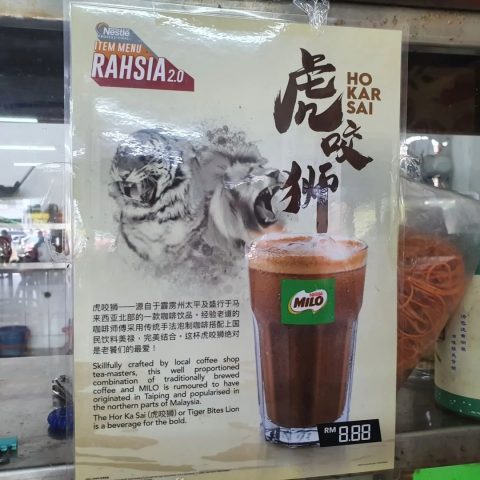 Nestlé
PROFESSIONAL
ITEM MENU
RAHSIA 2.0
虎咬狮
HO
KAR
SAI
MILO
虎咬狮——源自于霹雳州太平及盛行于马
来西亚北部的一款咖啡饮品，经验老道的
咖啡师傅采用传统手法泡制咖啡搭配上国
民饮料美禄，完美结合，这杯虎咬狮绝对
是老饕们的最爱！
Skillfully crafted by local coffee shop
tea-masters, this well proportioned
combination of traditionally brewed
coffee and MILO is rumoured to have
originated in Taiping and popularised in
the northern parts of Malaysia.
The Hor Ka Sai (虎咬狮) or Tiger Bites Lion
is a beverage for the bold.
RM 8.88